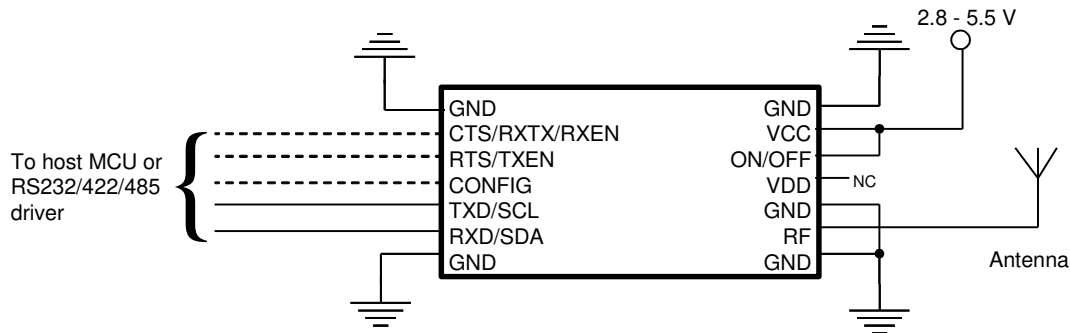 2.8 - 5.5 V
To host MCU or
RS232/422/485
driver
GND
CTS/RXTX/RXEN
RTS/TXEN
CONFIG
TXD/SCL
RXD/SDA
GND
GND
VCC
ON/OFF
VDD
GND
RF
GND
NC
Antenna